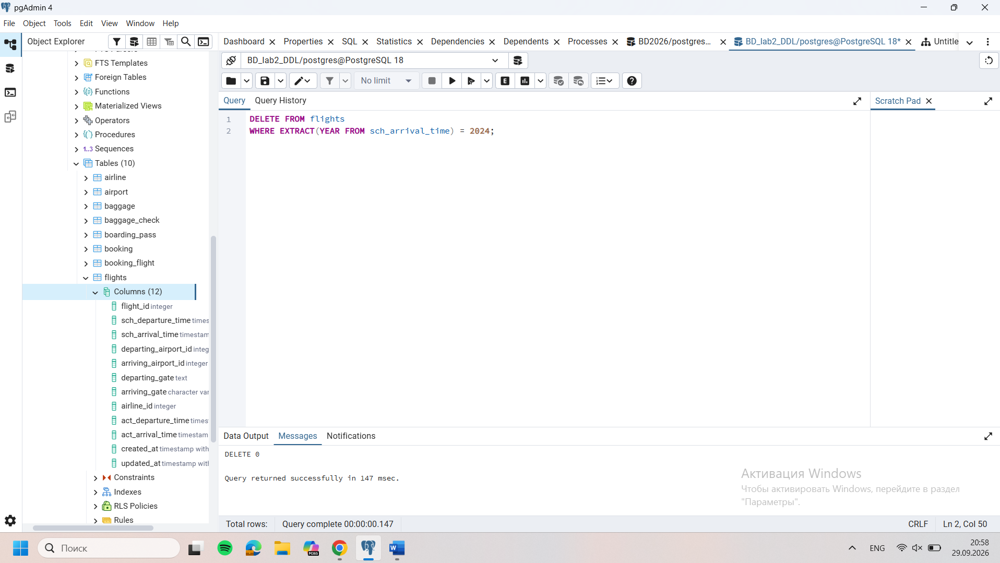 pgAdmin 4
File Object Tools Edit View Window Help
Object Explorer
Dashboard Properties SQL Statistics Dependencies Dependents Processes BD2026/postgres... BD_lab2_DDL/postgres@PostgreSQL 18* Untitle
BD_lab2_DDL/postgres@PostgreSQL 18
No limit
E
Query Query History
Scratch Pad
1 DELETE FROM flights
2 WHERE EXTRACT(YEAR FROM sch_arrival_time) = 2024;
FTS Templates
Foreign Tables
Functions
Materialized Views
Operators
Procedures
1..3 Sequences
Tables (10)
airline
airport
baggage
baggage_check
boarding_pass
booking
booking_flight
flights
Columns (12)
flight_id integer
sch_departure_time times
sch_arrival_time timestam
departing_airport_id integ
arriving_airport_id integer
departing_gate text
arriving_gate character var
airline_id integer
act_departure_time times
act_arrival_time timestam
created_at timestamp with
updated_at timestamp wit
Constraints
Indexes
RLS Policies
Rules
Data Output Messages Notifications
DELETE 0
Query returned successfully in 147 msec.
Активация Windows
Чтобы активировать Windows, перейдите в раздел
"Параметры".
Total rows: Query complete 00:00:00.147
CRLF Ln 2, Col 50
Поиск
M365
W
ENG
20:58
29.09.2026